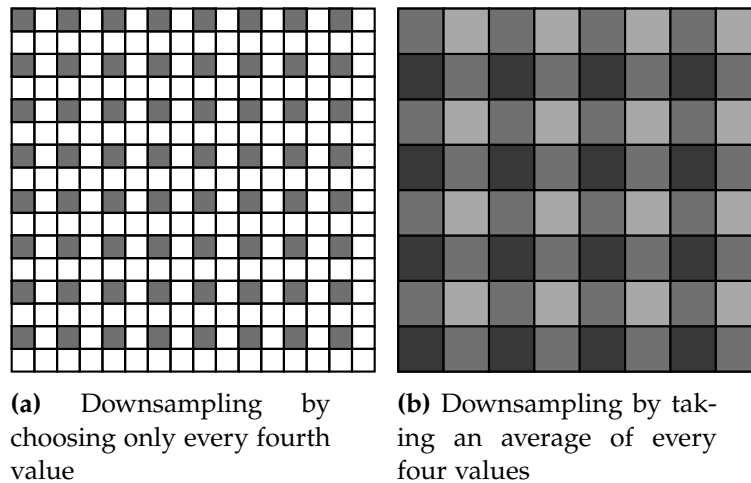 (a) Downsampling by
choosing only every fourth
value
(b) Downsampling by tak-
ing an average of every
four values